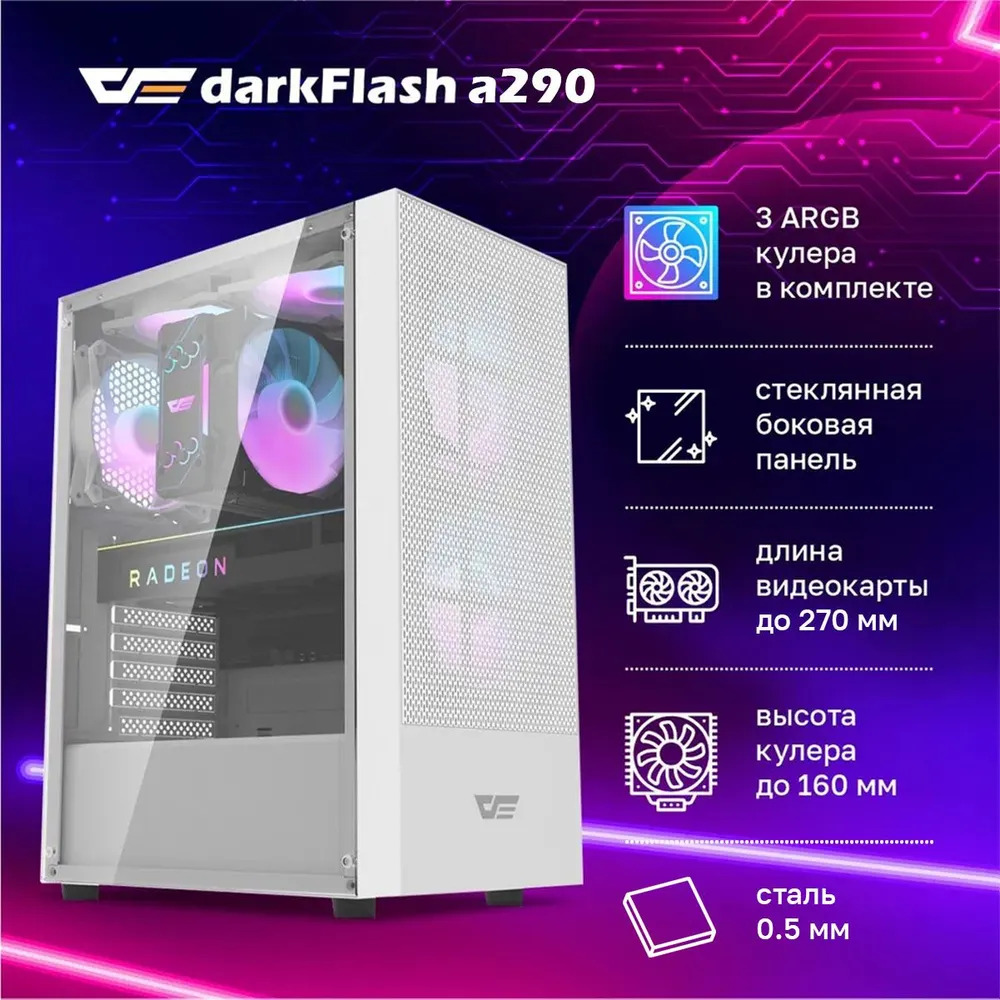 darkFlash a290
3 ARGB
кулера
в комплекте
стеклянная
боковая
панель
длина
видеокарты
до 270 мм
RADEON
высота
кулера
до 160 мм
сталь
0.5 мм